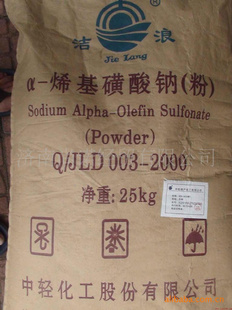 洁浪
Jie Lang
α-烯基磺酸钠(粉)
Sodium Alpha-Olefin Sulfonate
(Powder)
Q/JLD 003-2000
净重:25kg
中轻化工股份有限公司